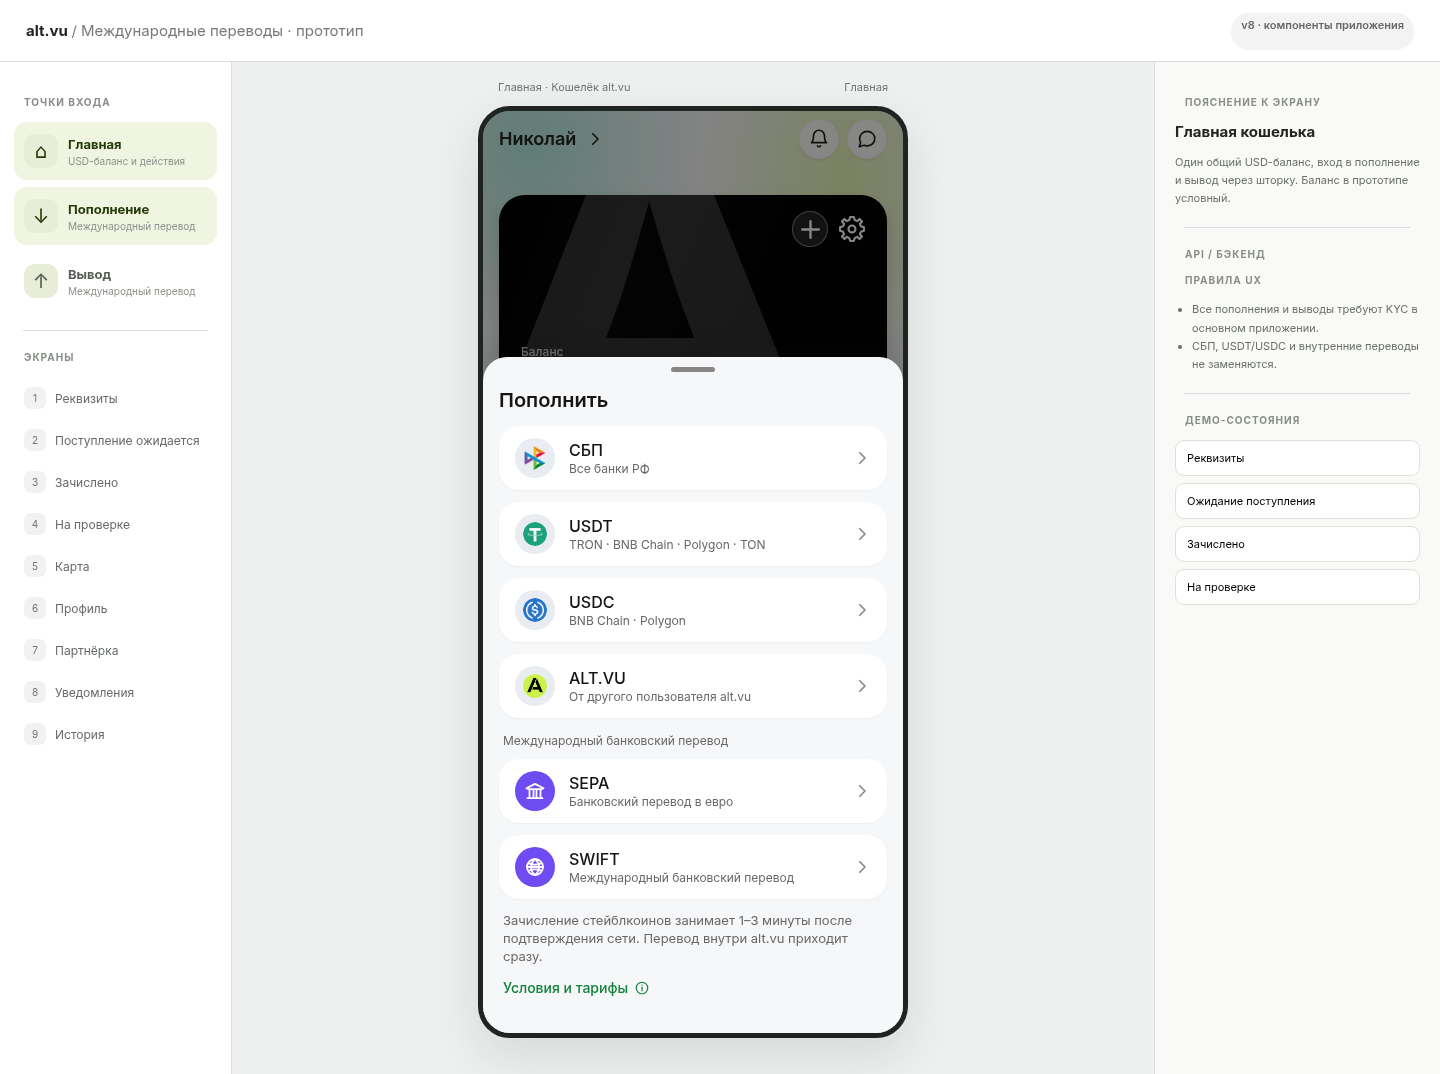 alt.vu / Международные переводы · прототип
v8 · компоненты приложения
ТОЧКИ ВХОДА
Главная
USD-баланс и действия
Пополнение
Международный перевод
Вывод
Международный перевод
ЭКРАНЫ
1 Реквизиты
2 Поступление ожидается
3 Зачислено
4 На проверке
5 Карта
6 Профиль
7 Партнёрка
8 Уведомления
9 История
Главная · Кошелёк alt.vu
Главная
Николай
Баланс
Пополнить
СБП
Все банки РФ
USDT
TRON · BNB Chain · Polygon · TON
USDC
BNB Chain · Polygon
ALT.VU
От другого пользователя alt.vu
Международный банковский перевод
SEPA
Банковский перевод в евро
SWIFT
Международный банковский перевод
Зачисление стейблкоинов занимает 1–3 минуты после
подтверждения сети. Перевод внутри alt.vu приходит
сразу.
Условия и тарифы
ПОЯСНЕНИЕ К ЭКРАНУ
Главная кошелька
Один общий USD-баланс, вход в пополнение
и вывод через шторку. Баланс в прототипе
условный.
API / БЭКЕНД
ПРАВИЛА UX
• Все пополнения и выводы требуют KYC в
основном приложении.
• СБП, USDT/USDC и внутренние переводы
не заменяются.
ДЕМО-СОСТОЯНИЯ
Реквизиты
Ожидание поступления
Зачислено
На проверке